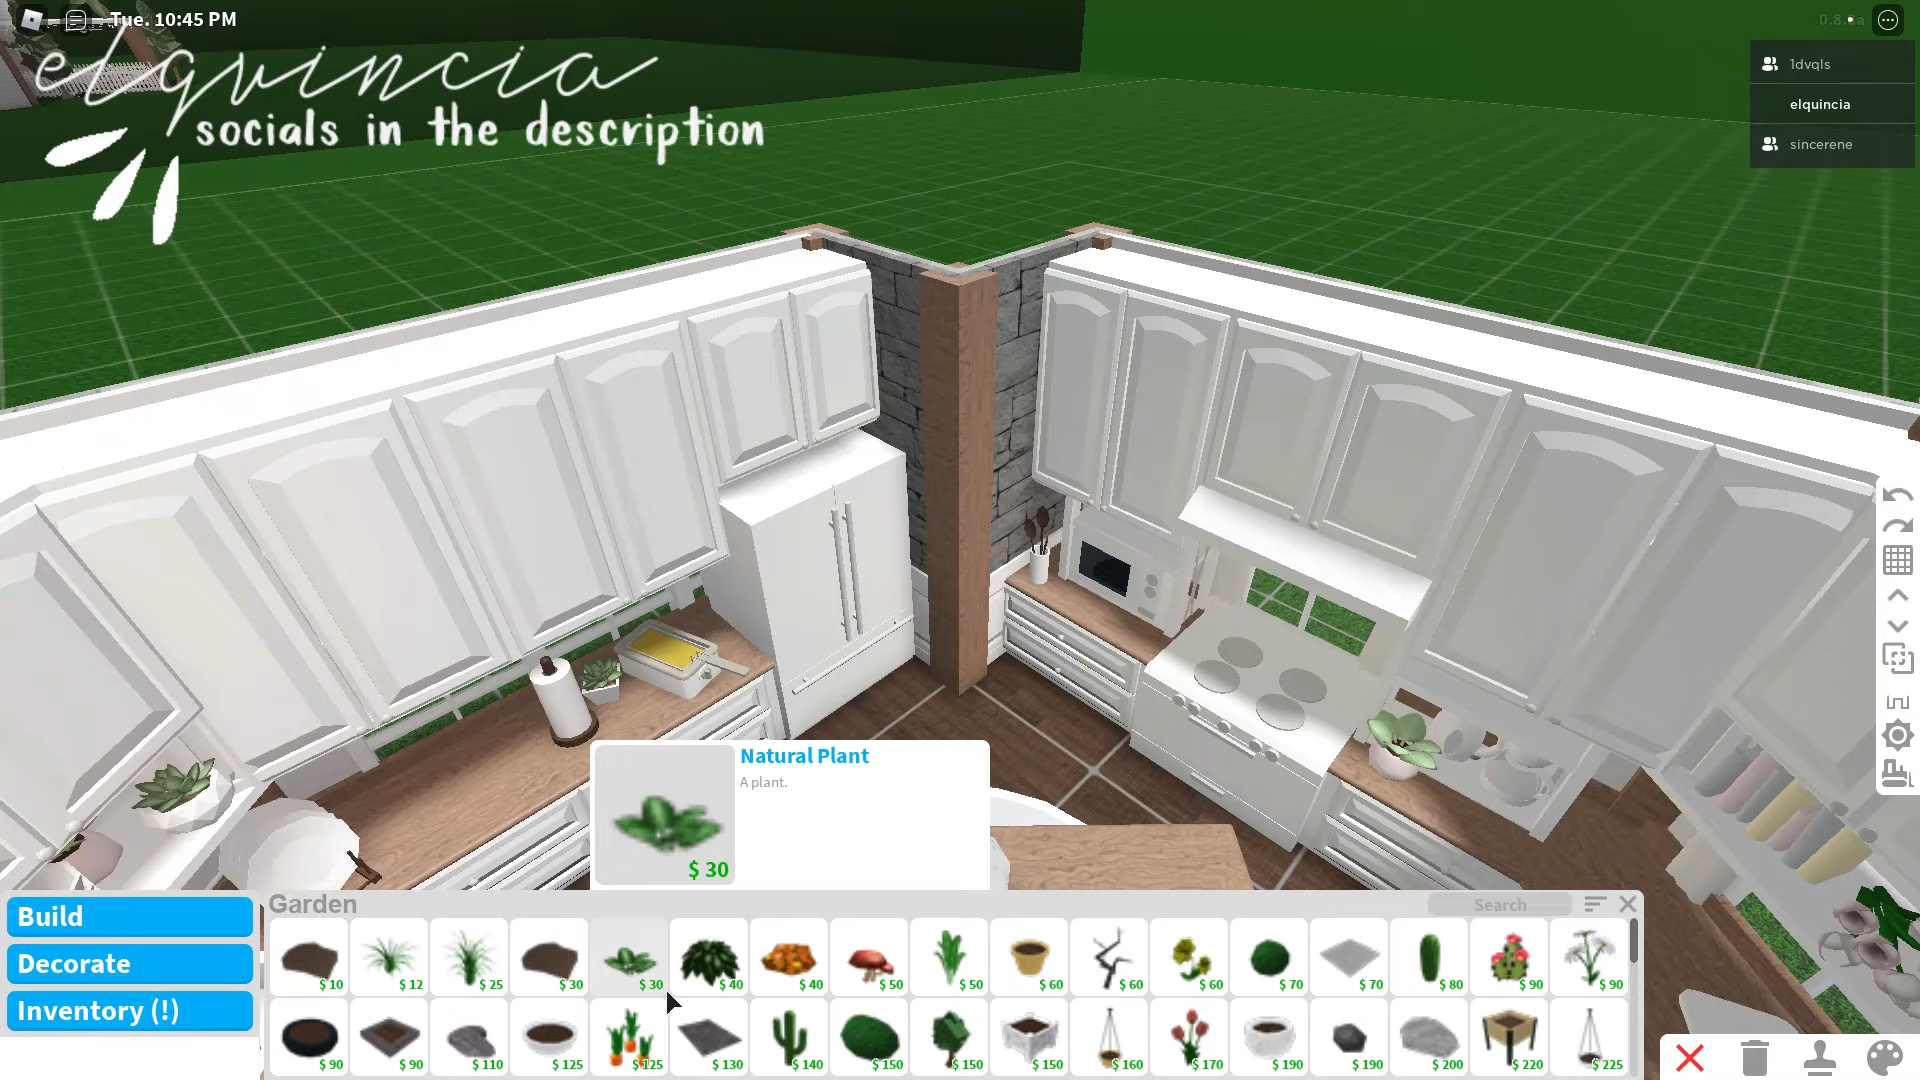 Tue. 10:45 PM
elquincia
socials in the description
1dvqls
elquincia
sincerene
Natural Plant
A plant.
$ 30
Build
Decorate
Inventory (!)
Garden
Search
$ 10
$ 12
$ 25
$ 30
$ 30
$ 40
$ 40
$ 50
$ 50
$ 60
$ 60
$ 60
$ 70
$ 70
$ 80
$ 90
$ 90
$ 90
$ 90
$ 110
$ 125
$ 125
$ 130
$ 140
$ 150
$ 150
$ 150
$ 160
$ 170
$ 190
$ 190
$ 200
$ 220
$ 225